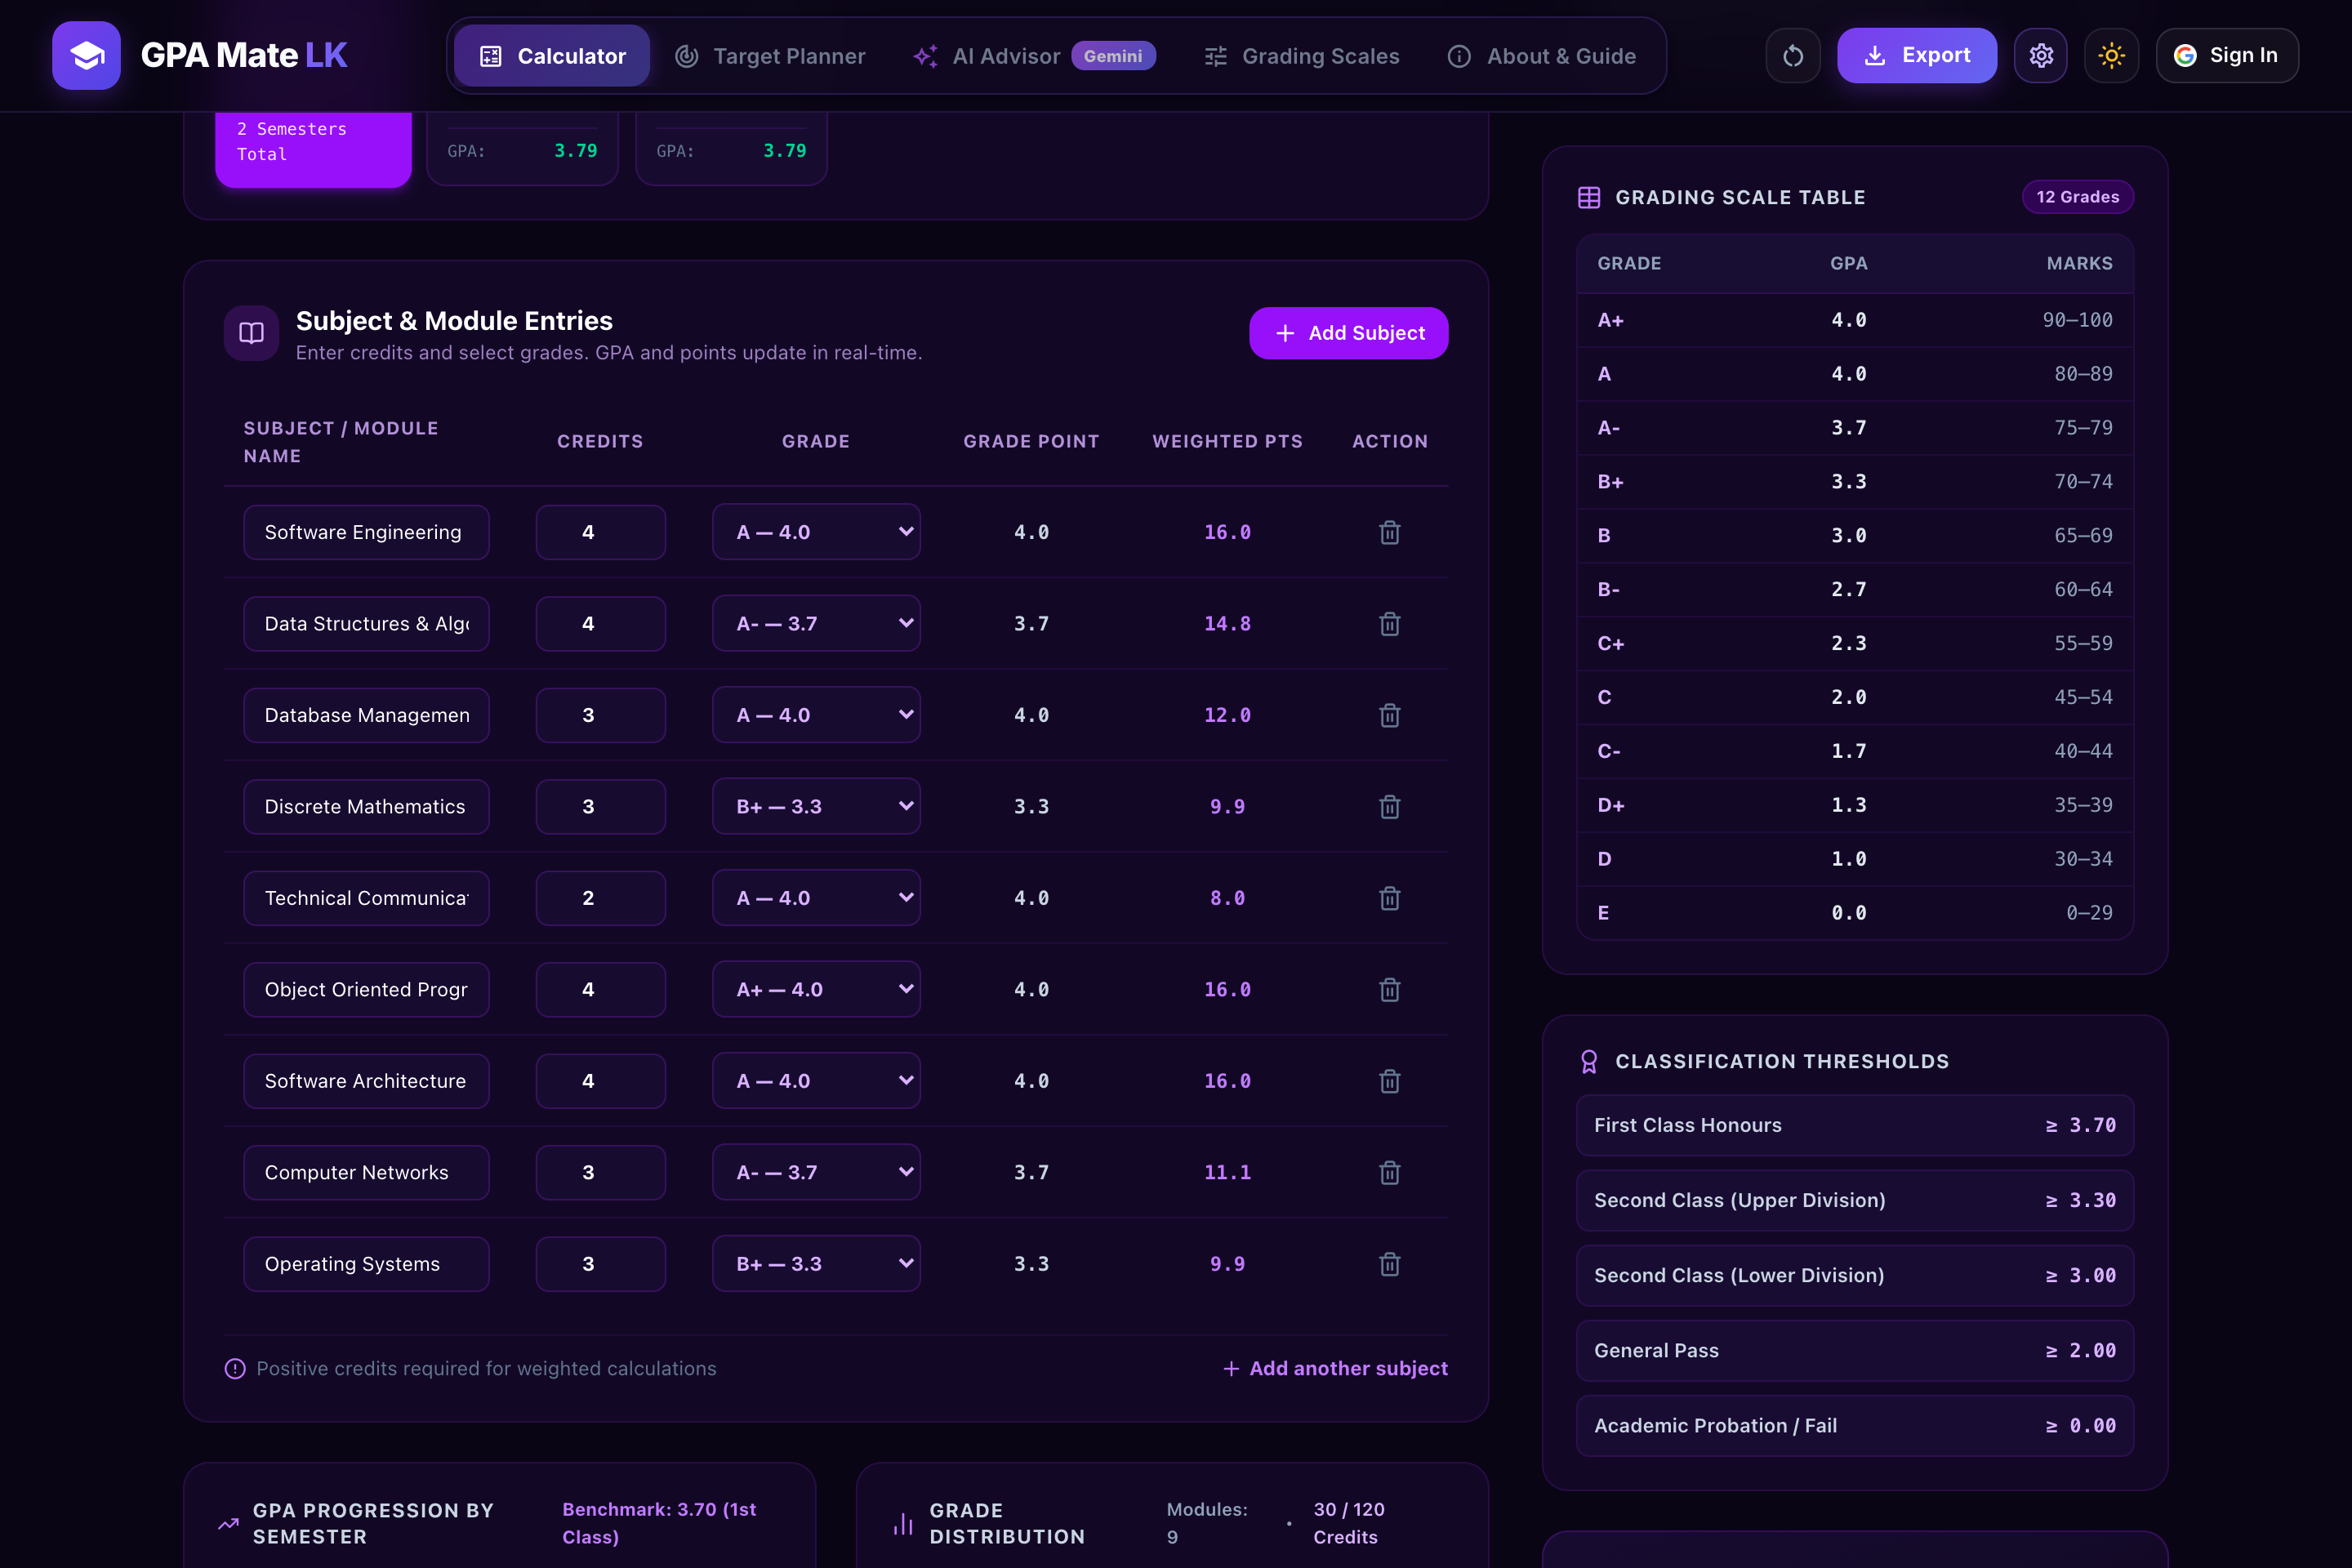 GPA Mate LK
Calculator
Target Planner
AI Advisor Gemini
Grading Scales
About & Guide
Export
Sign In
2 Semesters
Total
GPA: 3.79
GPA: 3.79
Subject & Module Entries
Enter credits and select grades. GPA and points update in real-time.
Add Subject
SUBJECT / MODULE
NAME
CREDITS
GRADE
GRADE POINT
WEIGHTED PTS
ACTION
Software Engineering 4 A — 4.0 4.0 16.0
Data Structures & Algo 4 A- — 3.7 3.7 14.8
Database Managemen 3 A — 4.0 4.0 12.0
Discrete Mathematics 3 B+ — 3.3 3.3 9.9
Technical Communicat 2 A — 4.0 4.0 8.0
Object Oriented Progr 4 A+ — 4.0 4.0 16.0
Software Architecture 4 A — 4.0 4.0 16.0
Computer Networks 3 A- — 3.7 3.7 11.1
Operating Systems 3 B+ — 3.3 3.3 9.9
Positive credits required for weighted calculations
Add another subject
GPA PROGRESSION BY
SEMESTER
Benchmark: 3.70 (1st
Class)
GRADE
DISTRIBUTION
Modules:
9
•
30 / 120
Credits
GRADING SCALE TABLE
12 Grades
GRADE GPA MARKS
A+ 4.0 90–100
A 4.0 80–89
A- 3.7 75–79
B+ 3.3 70–74
B 3.0 65–69
B- 2.7 60–64
C+ 2.3 55–59
C 2.0 45–54
C- 1.7 40–44
D+ 1.3 35–39
D 1.0 30–34
E 0.0 0–29
CLASSIFICATION THRESHOLDS
First Class Honours ≥ 3.70
Second Class (Upper Division) ≥ 3.30
Second Class (Lower Division) ≥ 3.00
General Pass ≥ 2.00
Academic Probation / Fail ≥ 0.00